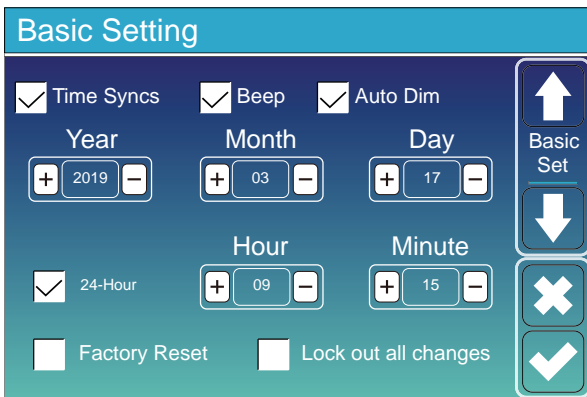 Basic Setting
Time Syncs Beep Auto Dim
Year Month Day
+ 2019 − + 03 − + 17 −
Basic
Set
Hour Minute
24-Hour + 09 − + 15 −
Factory Reset Lock out all changes